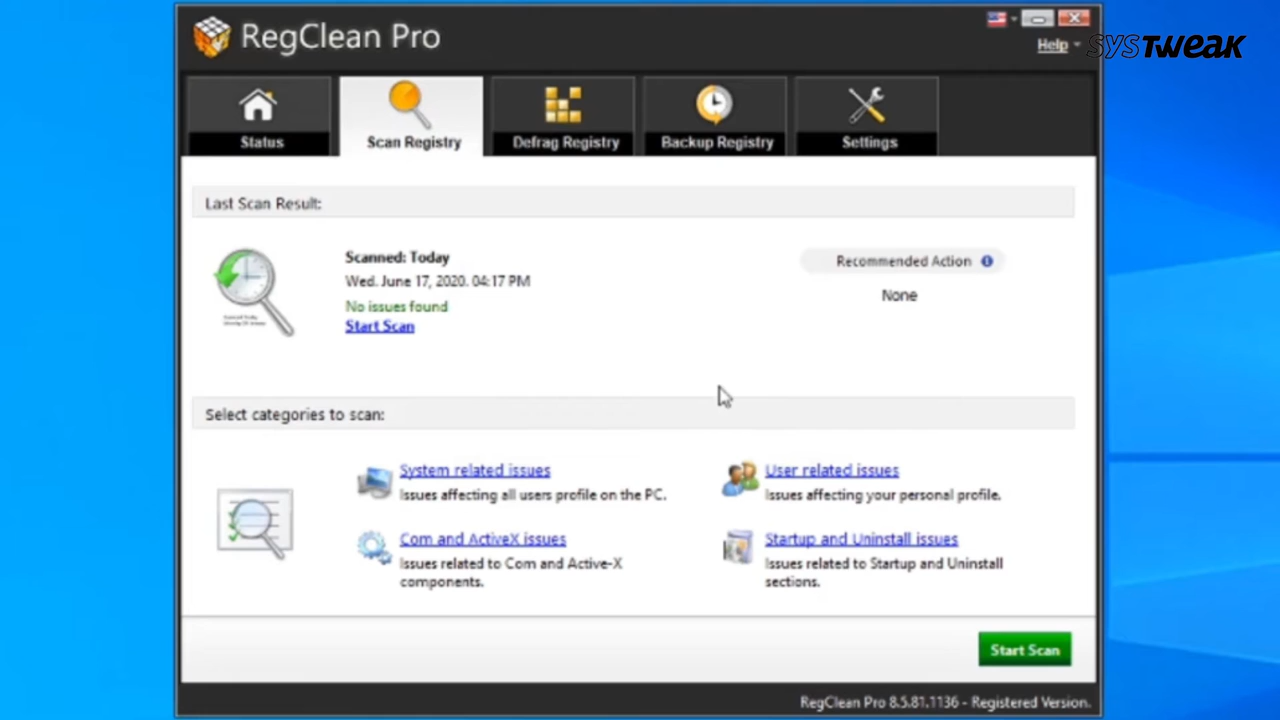 RegClean Pro
Help
SYSTWEAK
Status
Scan Registry
Defrag Registry
Backup Registry
Settings
Last Scan Result:
Scanned: Today
Wed. June 17, 2020. 04:17 PM
No issues found
Start Scan
Recommended Action
None
Select categories to scan:
System related issues
Issues affecting all users profile on the PC.
User related issues
Issues affecting your personal profile.
Com and ActiveX issues
Issues related to Com and Active-X
components.
Startup and Uninstall issues
Issues related to Startup and Uninstall
sections.
Start Scan
RegClean Pro 8.5.81.1136 - Registered Version.